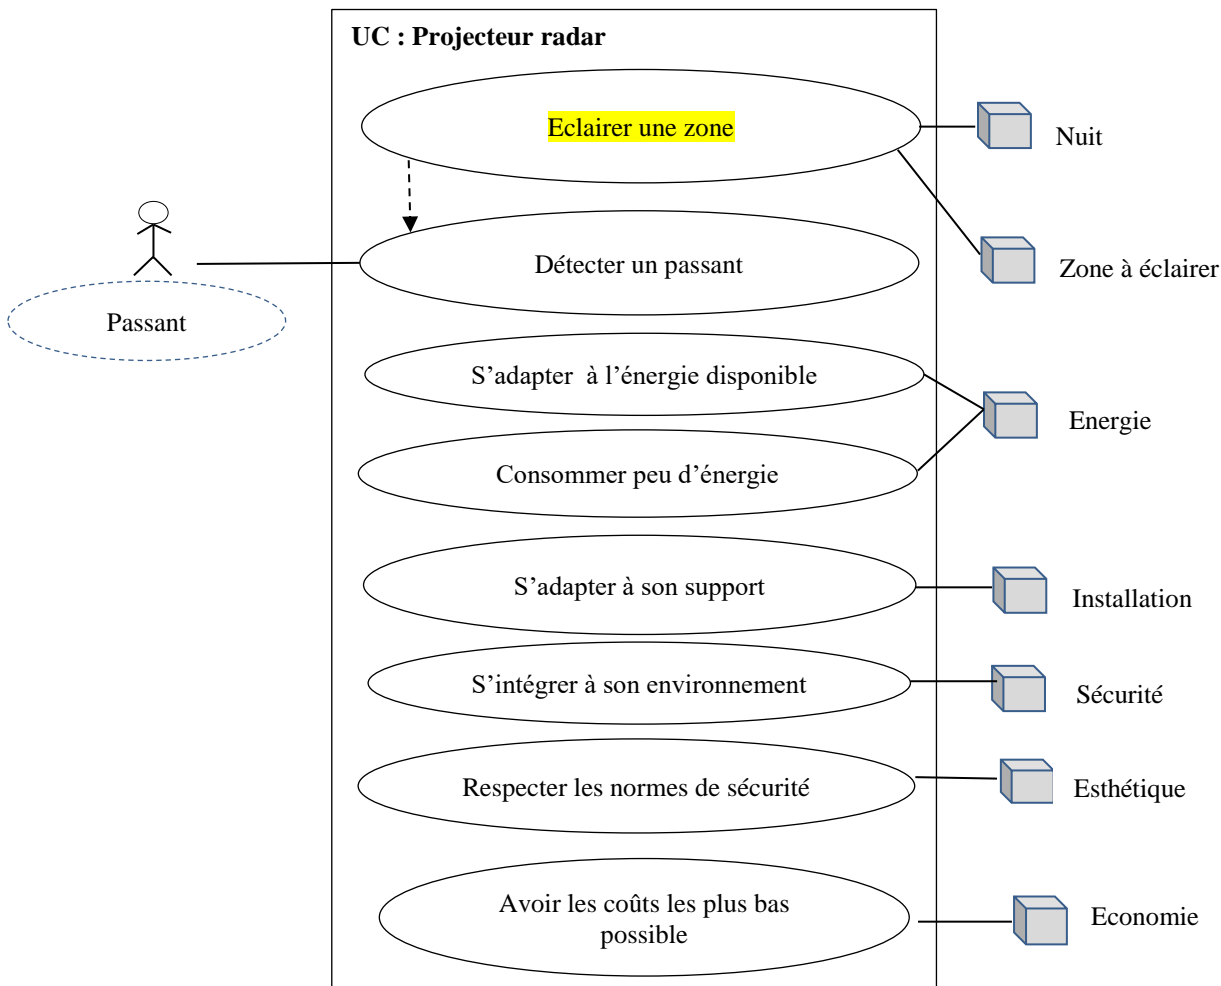 UC : Projecteur radar
Eclairer une zone
Nuit
Détecter un passant
Zone à éclairer
Passant
S’adapter à l’énergie disponible
Energie
Consommer peu d’énergie
S’adapter à son support
Installation
S’intégrer à son environnement
Sécurité
Respecter les normes de sécurité
Esthétique
Avoir les coûts les plus bas
possible
Economie